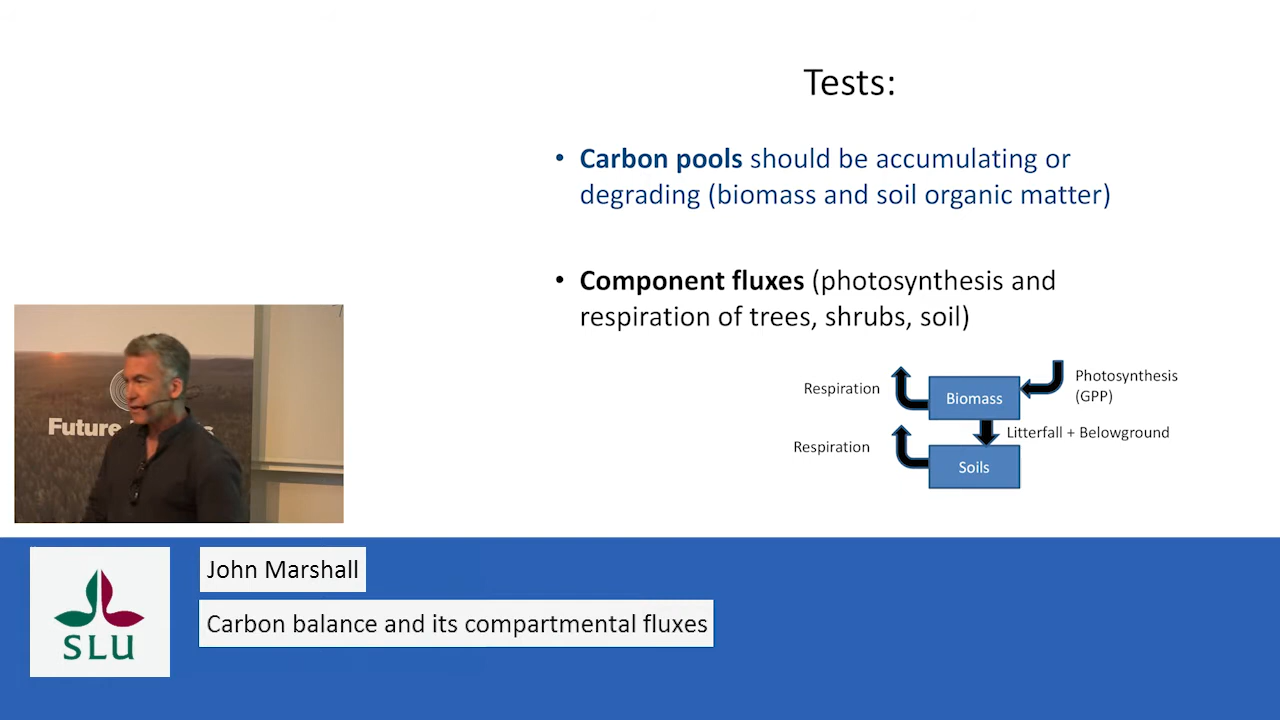 Tests:
• Carbon pools should be accumulating or
degrading (biomass and soil organic matter)
• Component fluxes (photosynthesis and
respiration of trees, shrubs, soil)
Respiration
Biomass
Photosynthesis
(GPP)
Litterfall + Belowground
Respiration
Soils
Future
John Marshall
Carbon balance and its compartmental fluxes
SLU